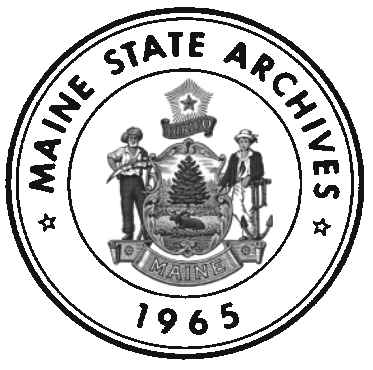 MAINE STATE ARCHIVES
DIRIGO
MAINE
1965